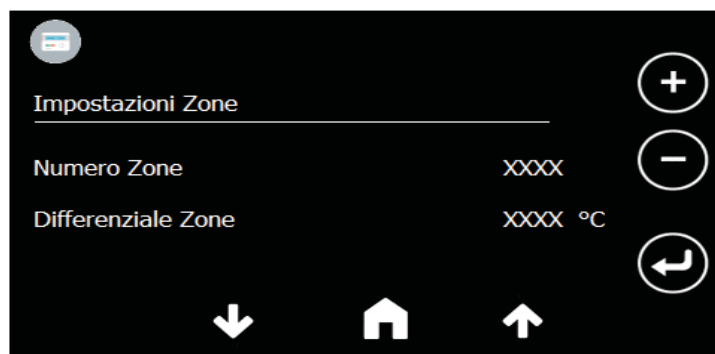 Impostazioni Zone
Numero Zone XXXX
Differenziale Zone XXXX °C